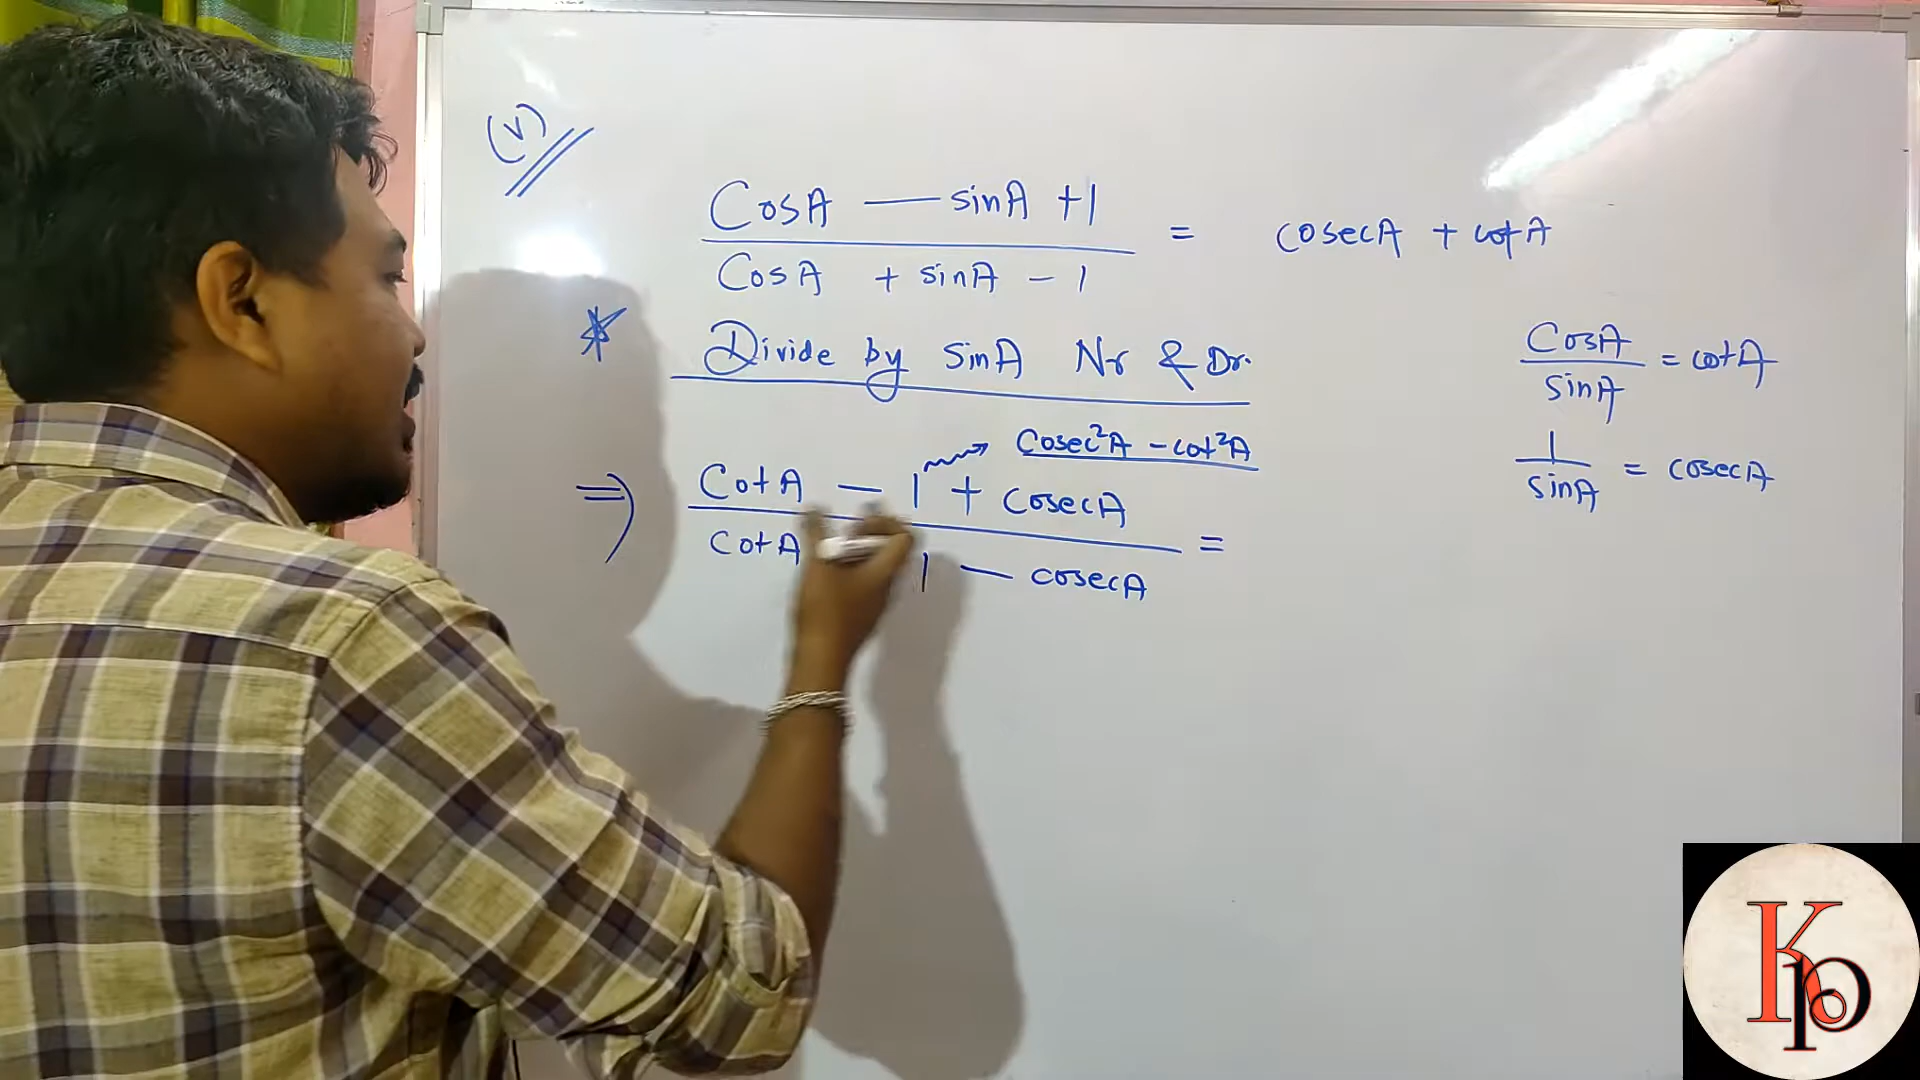 (v)
CosA — sinA + 1
CosA + sinA - 1
= cosecA + cotA
* Divide by sinA Nr & Dr.
CosA
sinA
= cotA
1
sinA
= cosecA
cosec²A - cot²A
⇒ CotA — 1 + cosecA
cotA 1 — cosecA
=
KP